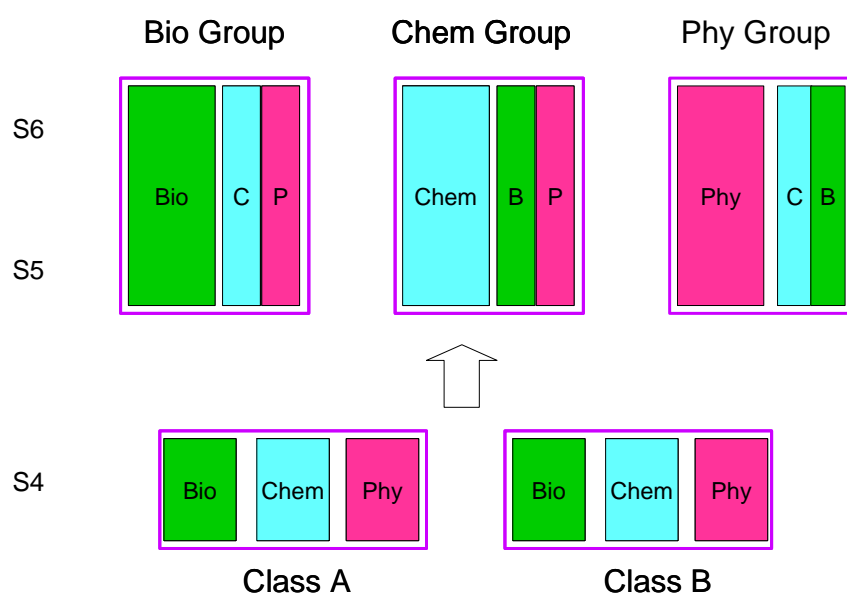 Bio Group Chem Group Phy Group
S6
Bio C P Chem B P Phy C B
S5
S4
Bio Chem Phy Bio Chem Phy
Class A Class B